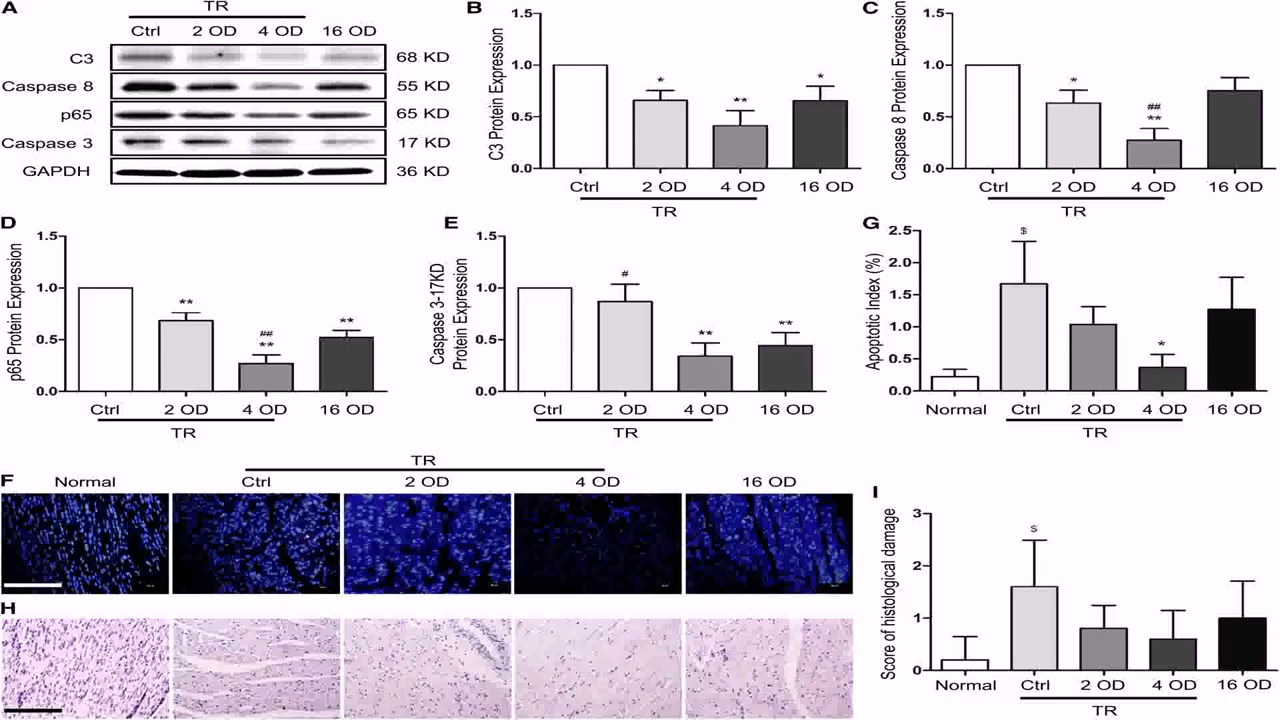 A
TR
Ctrl 2 OD 4 OD 16 OD
C3 68 KD
Caspase 8 55 KD
p65 65 KD
Caspase 3 17 KD
GAPDH 36 KD
B
C3 Protein Expression
1.5
1.0
0.5
0.0
* ** *
Ctrl 2 OD 4 OD 16 OD
TR
C
Caspase 8 Protein Expression
1.5
1.0
0.5
0.0
* ## **
Ctrl 2 OD 4 OD 16 OD
TR
D
p65 Protein Expression
1.5
1.0
0.5
0.0
** ## ** **
Ctrl 2 OD 4 OD 16 OD
TR
E
Caspase 3-17KD
Protein Expression
1.5
1.0
0.5
0.0
# ** **
Ctrl 2 OD 4 OD 16 OD
TR
G
Apoptotic Index (%)
2.5
2.0
1.5
1.0
0.5
0.0
$ *
Normal Ctrl 2 OD 4 OD 16 OD
TR
F
TR
Normal Ctrl 2 OD 4 OD 16 OD
H
I
Score of histological damage
3
2
1
0
$
Normal Ctrl 2 OD 4 OD 16 OD
TR